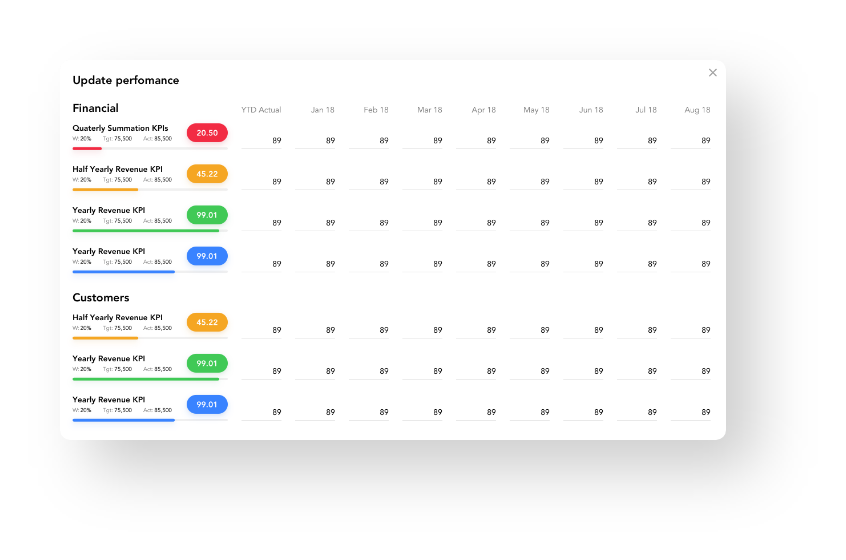 Update perfomance
Financial YTD Actual Jan 18 Feb 18 Mar 18 Apr 18 May 18 Jun 18 Jul 18 Aug 18
Quaterly Summation KPIs 20.50
W: 20% Tgt: 75,500 Act: 85,500 89 89 89 89 89 89 89 89 89
Half Yearly Revenue KPI 45.22
W: 20% Tgt: 75,500 Act: 85,500 89 89 89 89 89 89 89 89 89
Yearly Revenue KPI 99.01
W: 20% Tgt: 75,500 Act: 85,500 89 89 89 89 89 89 89 89 89
Yearly Revenue KPI 99.01
W: 20% Tgt: 75,500 Act: 85,500 89 89 89 89 89 89 89 89 89
Customers
Half Yearly Revenue KPI 45.22
W: 20% Tgt: 75,500 Act: 85,500 89 89 89 89 89 89 89 89 89
Yearly Revenue KPI 99.01
W: 20% Tgt: 75,500 Act: 85,500 89 89 89 89 89 89 89 89 89
Yearly Revenue KPI 99.01
W: 20% Tgt: 75,500 Act: 85,500 89 89 89 89 89 89 89 89 89